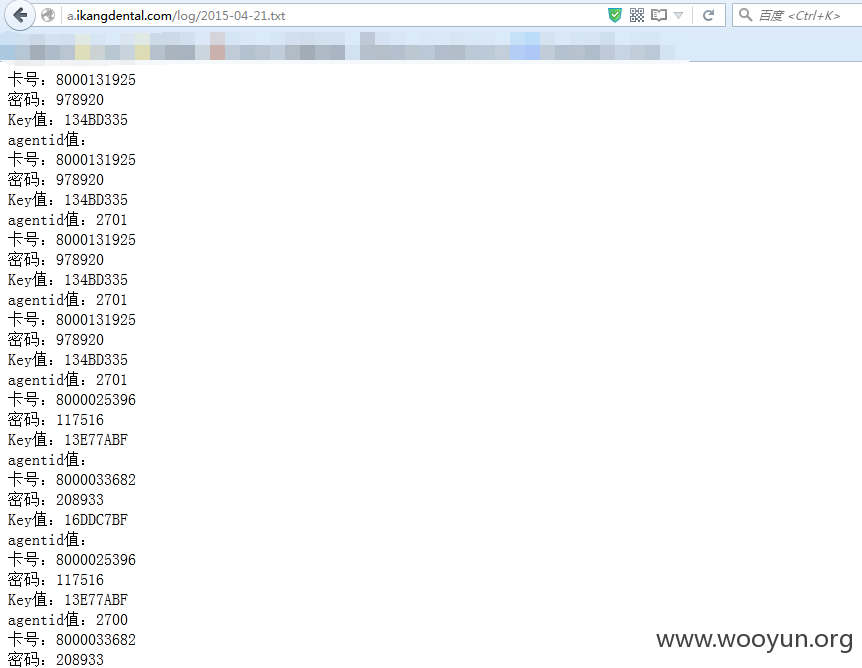 a.ikangdental.com/log/2015-04-21.txt
百度 <Ctrl+K>
卡号：8000131925
密码：978920
Key值：134BD335
agentid值：
卡号：8000131925
密码：978920
Key值：134BD335
agentid值：2701
卡号：8000131925
密码：978920
Key值：134BD335
agentid值：2701
卡号：8000131925
密码：978920
Key值：134BD335
agentid值：2701
卡号：8000025396
密码：117516
Key值：13E77ABF
agentid值：
卡号：8000033682
密码：208933
Key值：16DDC7BF
agentid值：
卡号：8000025396
密码：117516
Key值：13E77ABF
agentid值：2700
卡号：8000033682
密码：208933
www.wooyun.org